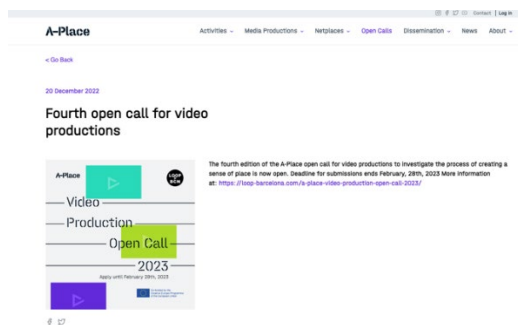 Contact | Log in
A-Place
Activities Media Productions Netplaces Open Calls Dissemination News About
< Go Back
20 December 2022
Fourth open call for video
productions
The fourth edition of the A-Place open call for video productions to investigate the process of creating a
sense of place is now open. Deadline for submissions ends February, 28th, 2023 More information
at: https://loop-barcelona.com/a-place-video-production-open-call-2023/
A-Place
LOOP
BCN
Video
Production
Open Call
2023
Apply until February 28th, 2023